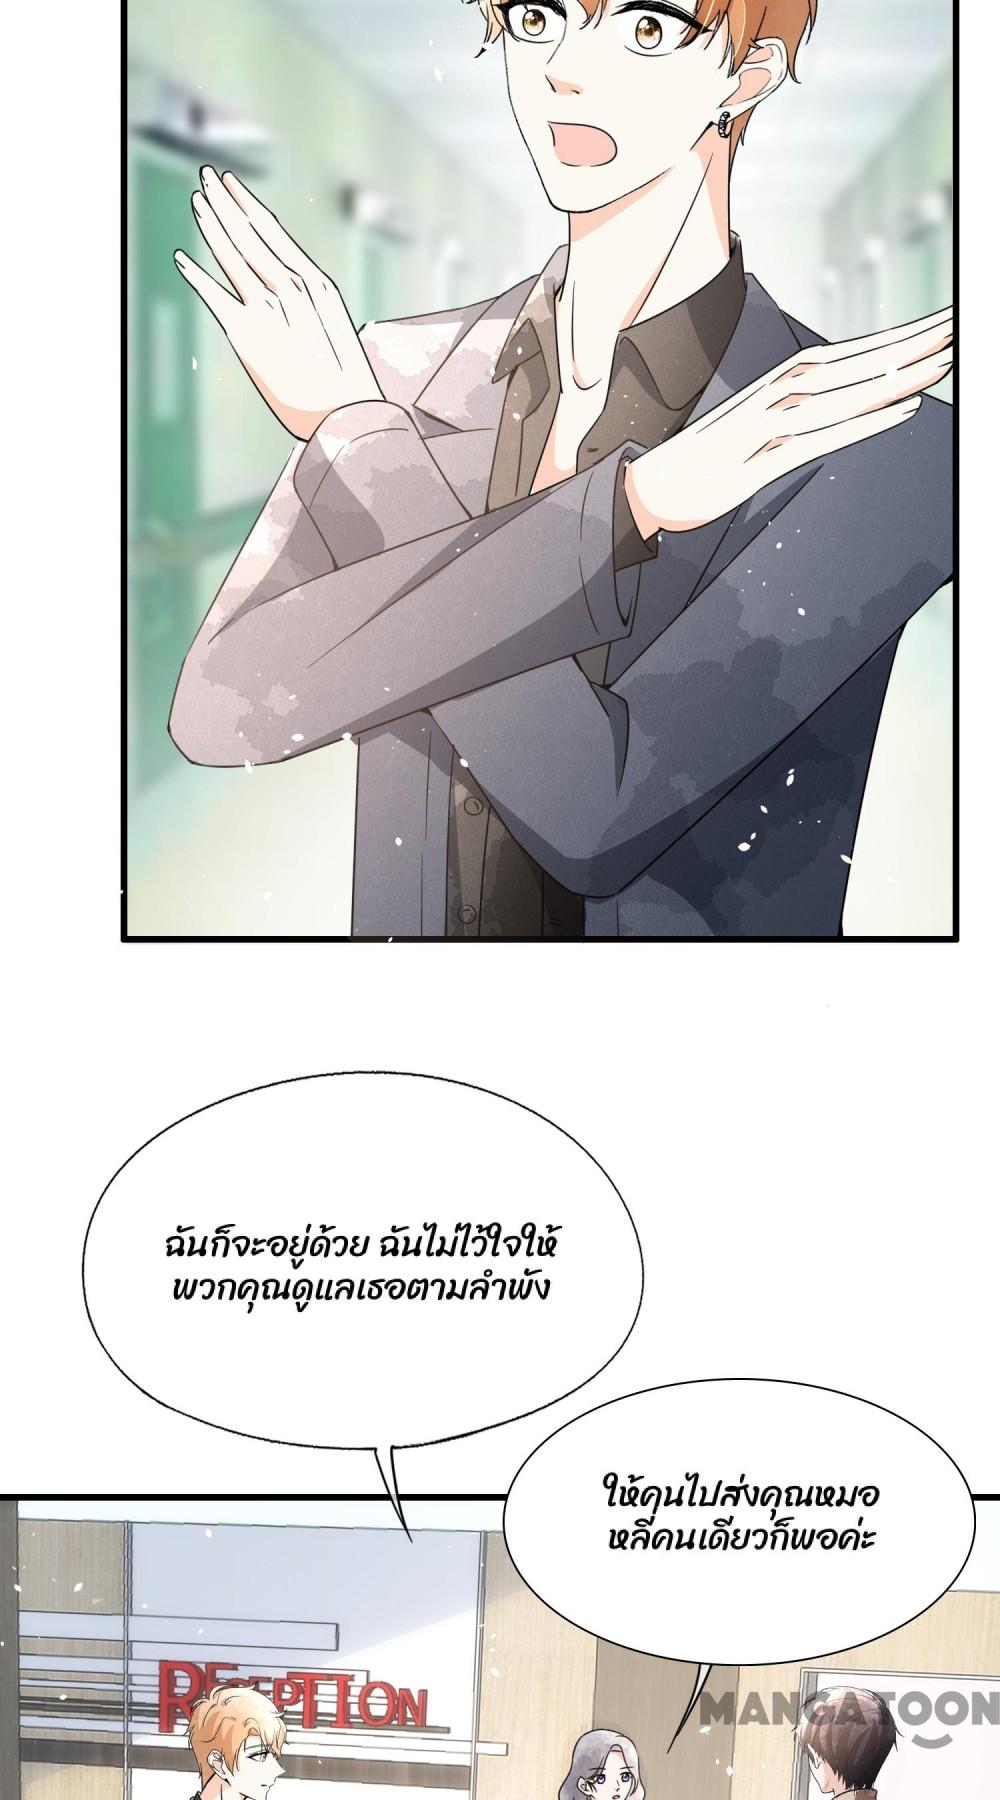 ฉันก็จะอยู่ด้วย ฉันไม่ไว้ใจให้
พวกคุณดูแลเธอตามลำพัง
ให้คนไปส่งคุณหมอ
หลี่คนเดียวก็พอค่ะ
RECEPTION
MANGATOON